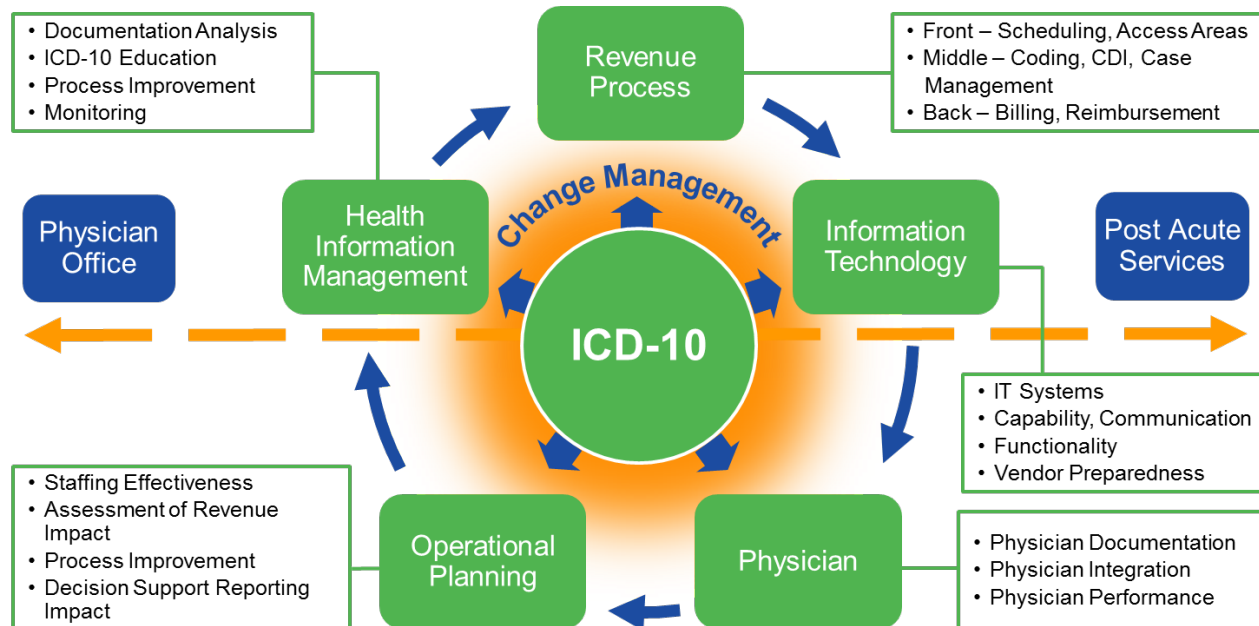 • Documentation Analysis
• ICD-10 Education
• Process Improvement
• Monitoring
Revenue
Process
• Front – Scheduling, Access Areas
• Middle – Coding, CDI, Case
Management
• Back – Billing, Reimbursement
Change Management
Physician
Office
Health
Information
Management
Information
Technology
Post Acute
Services
ICD-10
• IT Systems
• Capability, Communication
• Functionality
• Vendor Preparedness
• Staffing Effectiveness
• Assessment of Revenue
Impact
• Process Improvement
• Decision Support Reporting
Impact
Operational
Planning
Physician
• Physician Documentation
• Physician Integration
• Physician Performance